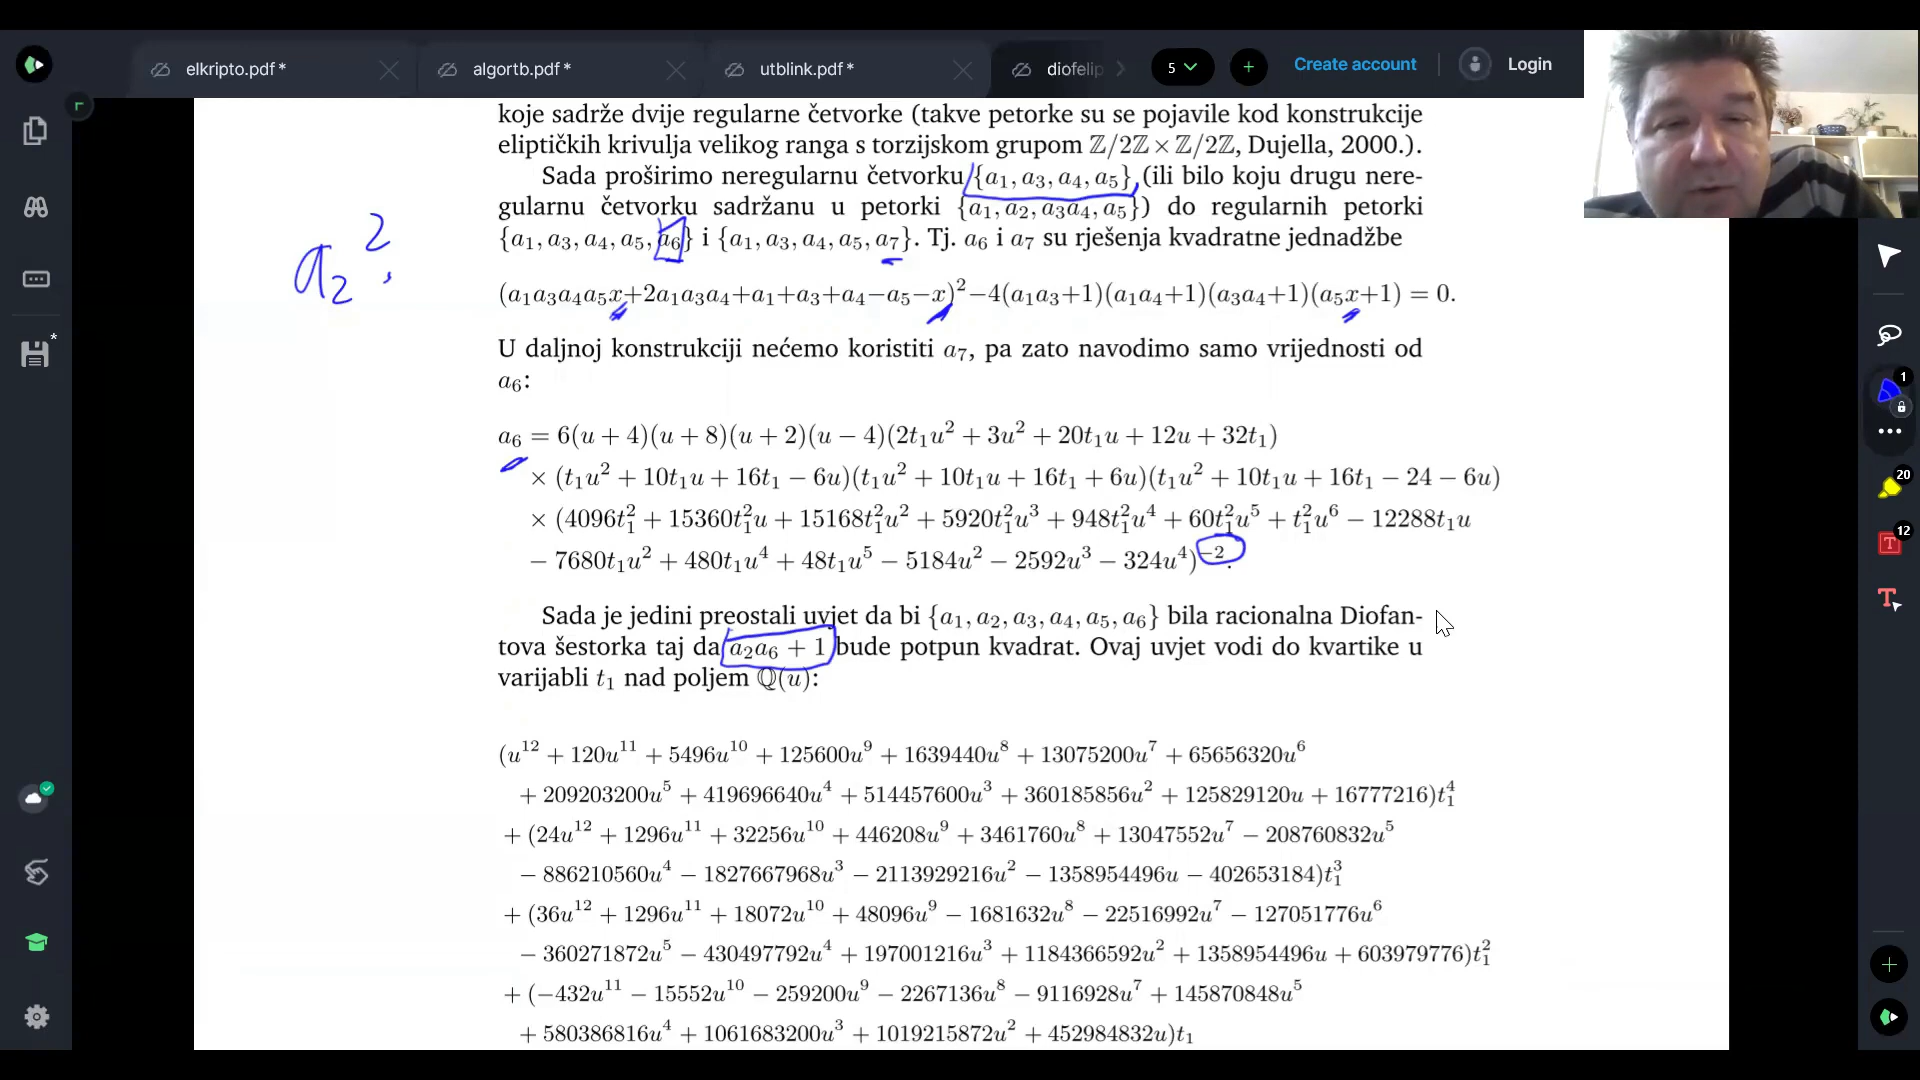 elkripto.pdf *
algortb.pdf *
utblink.pdf *
diofelip
5
Create account
Login
koje sadrže dvije regularne četvorke (takve petorke su se pojavile kod konstrukcije
eliptičkih krivulja velikog ranga s torzijskom grupom ℤ/2ℤ × ℤ/2ℤ, Dujella, 2000.).
Sada proširimo neregularnu četvorku {a₁, a₃, a₄, a₅} (ili bilo koju drugu nere-
gularnu četvorku sadržanu u petorki {a₁, a₂, a₃a₄, a₅}) do regularnih petorki
{a₁, a₃, a₄, a₅, a₆} i {a₁, a₃, a₄, a₅, a₇}. Tj. a₆ i a₇ su rješenja kvadratne jednadžbe
a₂ ?
(a₁a₃a₄a₅x+2a₁a₃a₄+a₁+a₃+a₄−a₅−x)²−4(a₁a₃+1)(a₁a₄+1)(a₃a₄+1)(a₅x+1) = 0.
U daljnoj konstrukciji nećemo koristiti a₇, pa zato navodimo samo vrijednosti od
a₆:
a₆ = 6(u + 4)(u + 8)(u + 2)(u − 4)(2t₁u² + 3u² + 20t₁u + 12u + 32t₁)
× (t₁u² + 10t₁u + 16t₁ − 6u)(t₁u² + 10t₁u + 16t₁ + 6u)(t₁u² + 10t₁u + 16t₁ − 24 − 6u)
× (4096t₁² + 15360t₁²u + 15168t₁²u² + 5920t₁²u³ + 948t₁²u⁴ + 60t₁²u⁵ + t₁²u⁶ − 12288t₁u
− 7680t₁u² + 480t₁u⁴ + 48t₁u⁵ − 5184u² − 2592u³ − 324u⁴)⁻².
Sada je jedini preostali uvjet da bi {a₁, a₂, a₃, a₄, a₅, a₆} bila racionalna Diofan-
tova šestorka taj da a₂a₆ + 1 bude potpun kvadrat. Ovaj uvjet vodi do kvartike u
varijabli t₁ nad poljem ℚ(u):
(u¹² + 120u¹¹ + 5496u¹⁰ + 125600u⁹ + 1639440u⁸ + 13075200u⁷ + 65656320u⁶
+ 209203200u⁵ + 419696640u⁴ + 514457600u³ + 360185856u² + 125829120u + 16777216)t₁⁴
+ (24u¹² + 1296u¹¹ + 32256u¹⁰ + 446208u⁹ + 3461760u⁸ + 13047552u⁷ − 208760832u⁵
− 886210560u⁴ − 1827667968u³ − 2113929216u² − 1358954496u − 402653184)t₁³
+ (36u¹² + 1296u¹¹ + 18072u¹⁰ + 48096u⁹ − 1681632u⁸ − 22516992u⁷ − 127051776u⁶
− 360271872u⁵ − 430497792u⁴ + 197001216u³ + 1184366592u² + 1358954496u + 603979776)t₁²
+ (−432u¹¹ − 15552u¹⁰ − 259200u⁹ − 2267136u⁸ − 9116928u⁷ + 145870848u⁵
+ 580386816u⁴ + 1061683200u³ + 1019215872u² + 452984832u)t₁
1
20
12